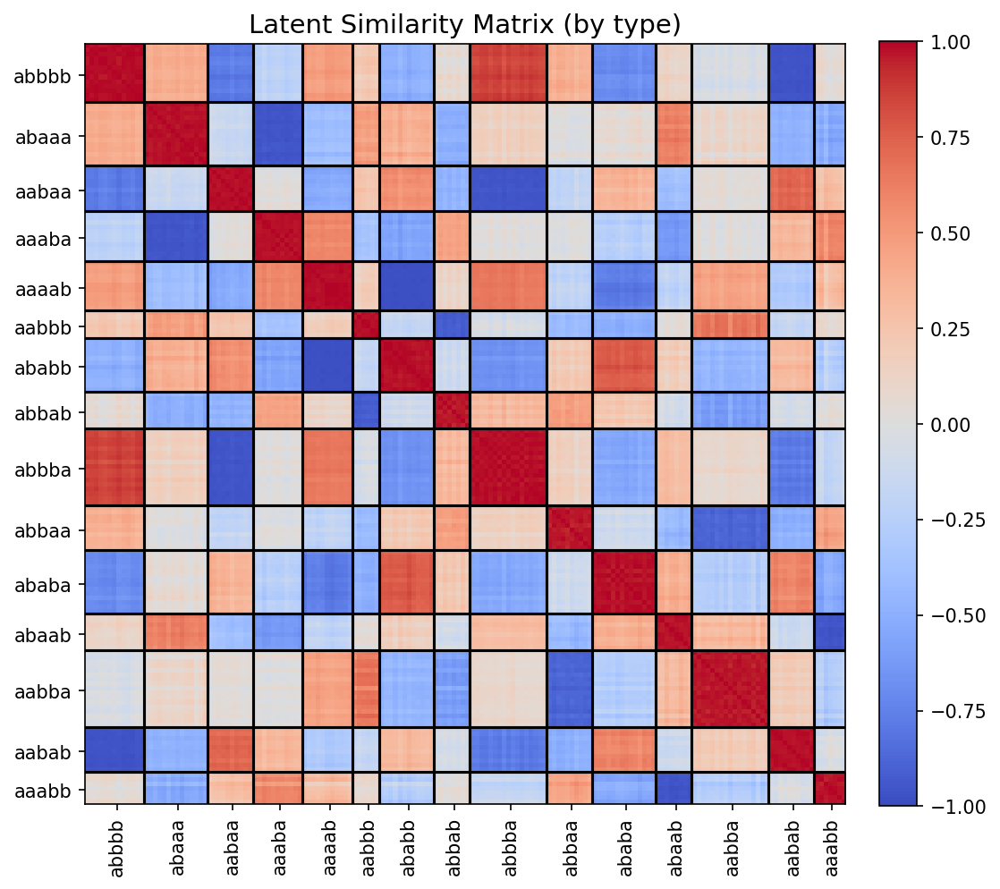 Latent Similarity Matrix (by type)
abbbb
abaaa
aabaa
aaaba
aaaab
aabbb
ababb
abbab
abbba
abbaa
ababa
abaab
aabba
aabab
aaabb
abbbb
abaaa
aabaa
aaaba
aaaab
aabbb
ababb
abbab
abbba
abbaa
ababa
abaab
aabba
aabab
aaabb
1.00
0.75
0.50
0.25
0.00
−0.25
−0.50
−0.75
−1.00